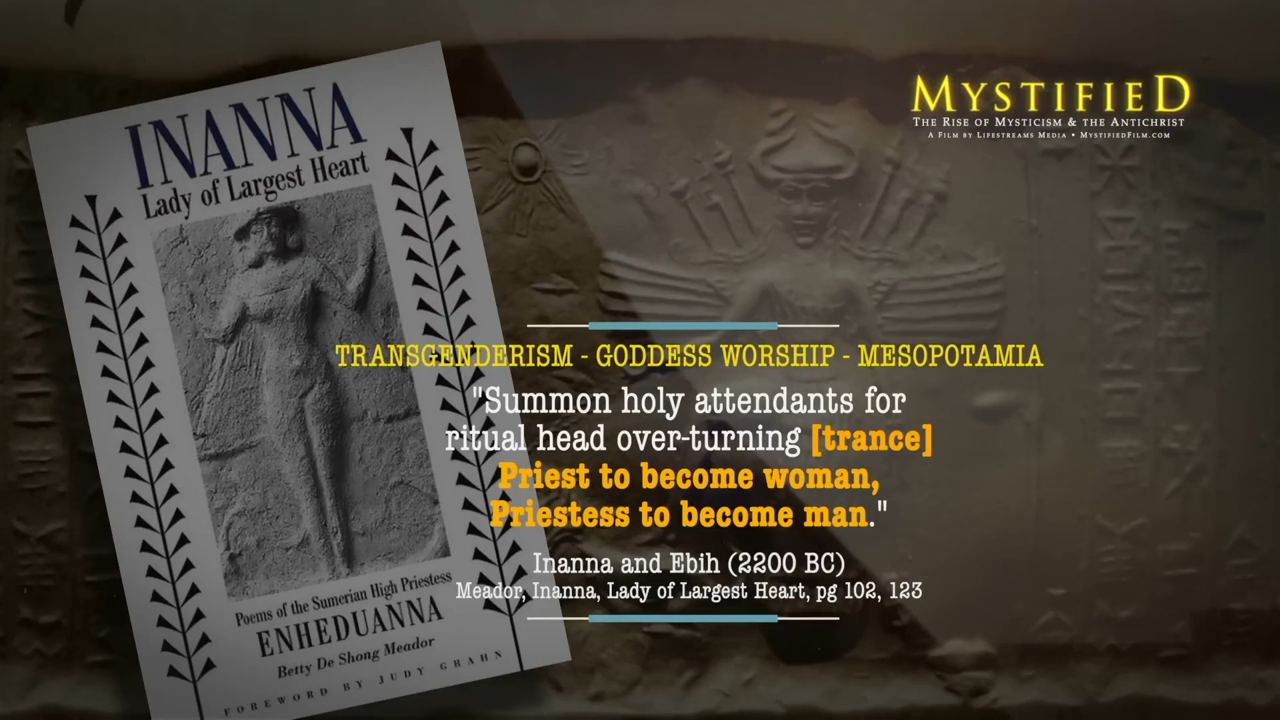 INANNA
Lady of Largest Heart
Poems of the Sumerian High Priestess
ENHEDUANNA
Betty De Shong Meador
FOREWORD BY JUDY GRAHN
MYSTIFIED
THE RISE OF MYSTICISM & THE ANTICHRIST
A FILM BY LIFESTREAMS MEDIA • MYSTIFIEDFILM.COM
TRANSGENDERISM - GODDESS WORSHIP - MESOPOTAMIA
"Summon holy attendants for
ritual head over-turning [trance]
Priest to become woman,
Priestess to become man."
Inanna and Ebih (2200 BC)
Meador, Inanna, Lady of Largest Heart, pg 102, 123